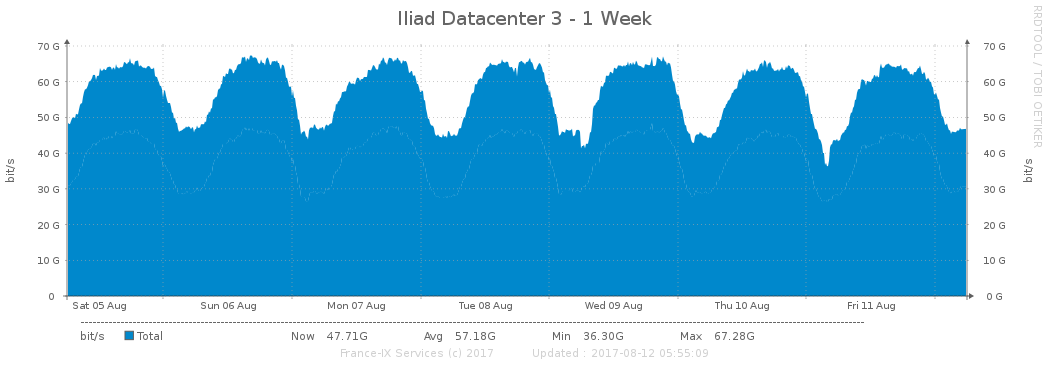 Iliad Datacenter 3 - 1 Week
RRDTOOL / TOBI OETIKER
bit/s
70 G
60 G
50 G
40 G
30 G
20 G
10 G
0
70 G
60 G
50 G
40 G
30 G
20 G
10 G
0 G
bit/s
Sat 05 Aug Sun 06 Aug Mon 07 Aug Tue 08 Aug Wed 09 Aug Thu 10 Aug Fri 11 Aug
bit/s Total Now 47.71G Avg 57.18G Min 36.30G Max 67.28G
France-IX Services (c) 2017 Updated : 2017-08-12 05:55:09